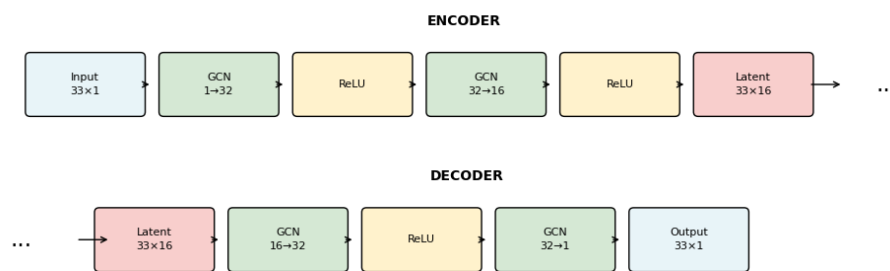 ENCODER
Input
33×1
GCN
1→32
ReLU
GCN
32→16
ReLU
Latent
33×16
..
DECODER
...
Latent
33×16
GCN
16→32
ReLU
GCN
32→1
Output
33×1